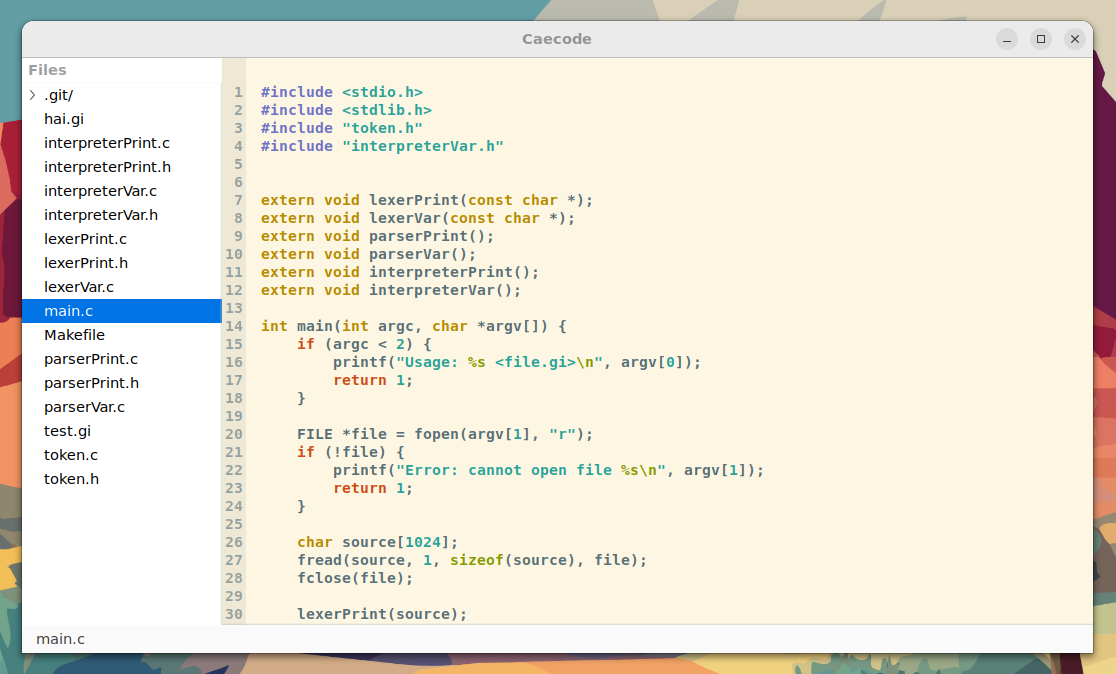 Caecode
Files
.git/
hai.gi
interpreterPrint.c
interpreterPrint.h
interpreterVar.c
interpreterVar.h
lexerPrint.c
lexerPrint.h
lexerVar.c
main.c
Makefile
parserPrint.c
parserPrint.h
parserVar.c
test.gi
token.c
token.h
1 #include <stdio.h>
2 #include <stdlib.h>
3 #include "token.h"
4 #include "interpreterVar.h"
5
6
7 extern void lexerPrint(const char *);
8 extern void lexerVar(const char *);
9 extern void parserPrint();
10 extern void parserVar();
11 extern void interpreterPrint();
12 extern void interpreterVar();
13
14 int main(int argc, char *argv[]) {
15     if (argc < 2) {
16         printf("Usage: %s <file.gi>\n", argv[0]);
17         return 1;
18     }
19
20     FILE *file = fopen(argv[1], "r");
21     if (!file) {
22         printf("Error: cannot open file %s\n", argv[1]);
23         return 1;
24     }
25
26     char source[1024];
27     fread(source, 1, sizeof(source), file);
28     fclose(file);
29
30     lexerPrint(source);
main.c